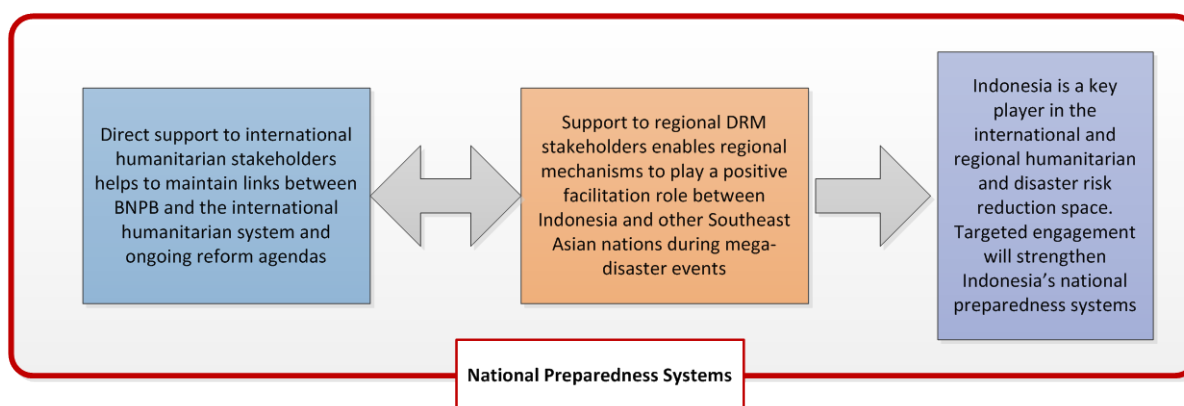 Direct support to international
humanitarian stakeholders
helps to maintain links between
BNPB and the international
humanitarian system and
ongoing reform agendas
Support to regional DRM
stakeholders enables regional
mechanisms to play a positive
facilitation role between
Indonesia and other Southeast
Asian nations during mega-
disaster events
Indonesia is a key
player in the
international and
regional humanitarian
and disaster risk
reduction space.
Targeted engagement
will strengthen
Indonesia’s national
preparedness systems
National Preparedness Systems